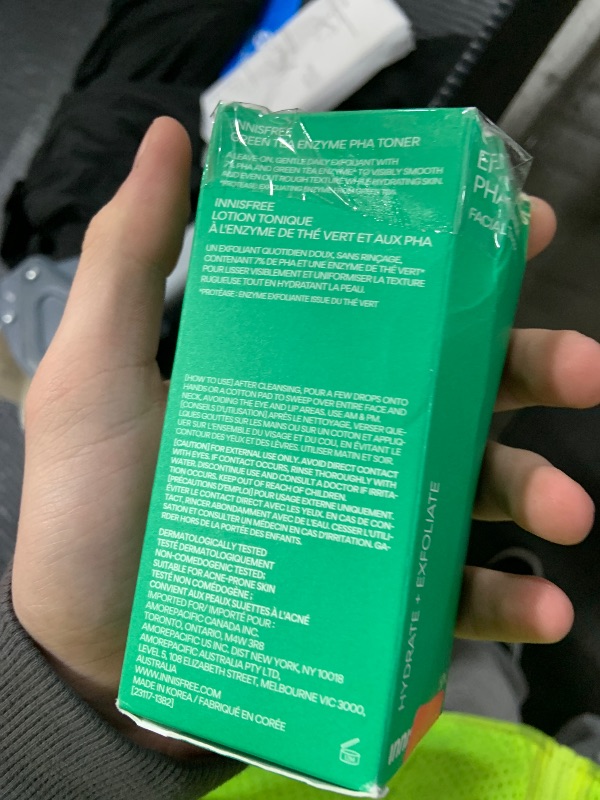 INNISFREE
GREEN TEA ENZYME PHA TONER
A LEAVE-ON, GENTLE DAILY EXFOLIANT WITH
7% PHA AND GREEN TEA ENZYME* TO VISIBLY SMOOTH
AND EVEN OUT ROUGH TEXTURE WHILE HYDRATING SKIN.
*PROTEASE: EXFOLIATING ENZYME FROM GREEN TEA
INNISFREE
LOTION TONIQUE
À L'ENZYME DE THÉ VERT ET AUX PHA
UN EXFOLIANT QUOTIDIEN DOUX, SANS RINÇAGE,
CONTENANT 7% DE PHA ET UNE ENZYME DE THÉ VERT*
POUR LISSER VISIBLEMENT ET UNIFORMISER LA TEXTURE
RUGUEUSE TOUT EN HYDRATANT LA PEAU.
*PROTÉASE : ENZYME EXFOLIANTE ISSUE DU THÉ VERT
[HOW TO USE] AFTER CLEANSING, POUR A FEW DROPS ONTO
HANDS OR A COTTON PAD TO SWEEP OVER ENTIRE FACE AND
NECK, AVOIDING THE EYE AND LIP AREAS. USE AM & PM.
[CONSEILS D'UTILISATION] APRÈS LE NETTOYAGE, VERSER QUE-
LQUES GOUTTES SUR LES MAINS OU SUR UN COTON ET APPLIQ-
UER SUR L'ENSEMBLE DU VISAGE ET DU COU, EN ÉVITANT LE
CONTOUR DES YEUX ET DES LÈVRES. UTILISER MATIN ET SOIR.
[CAUTION] FOR EXTERNAL USE ONLY. AVOID DIRECT CONTACT
WITH EYES. IF CONTACT OCCURS, RINSE THOROUGHLY WITH
WATER. DISCONTINUE USE AND CONSULT A DOCTOR IF IRRITA-
TION OCCURS. KEEP OUT OF REACH OF CHILDREN.
[PRÉCAUTIONS D'EMPLOI] POUR USAGE EXTERNE UNIQUEMENT.
ÉVITER LE CONTACT DIRECT AVEC LES YEUX. EN CAS DE CON-
TACT, RINCER ABONDAMMENT AVEC DE L'EAU. CESSER L'UTILI-
SATION ET CONSULTER UN MÉDECIN EN CAS D'IRRITATION. GA-
RDER HORS DE LA PORTÉE DES ENFANTS.
DERMATOLOGICALLY TESTED
TESTÉ DERMATOLOGIQUEMENT
NON-COMEDOGENIC TESTED:
SUITABLE FOR ACNE-PRONE SKIN
TESTÉ NON COMÉDOGÈNE :
CONVIENT AUX PEAUX SUJETTES À L'ACNÉ
IMPORTED FOR/ IMPORTÉ POUR :
AMOREPACIFIC CANADA INC.
TORONTO, ONTARIO, M4W 3R8
AMOREPACIFIC US INC. DIST NEW YORK, NY 10018
AMOREPACIFIC AUSTRALIA PTY LTD,
LEVEL 5, 108 ELIZABETH STREET, MELBOURNE VIC 3000,
AUSTRALIA
WWW.INNISFREE.COM
MADE IN KOREA / FABRIQUÉ EN CORÉE
[23117-1382]
PHA
FACIAL
HYDRATE + EXFOLIATE